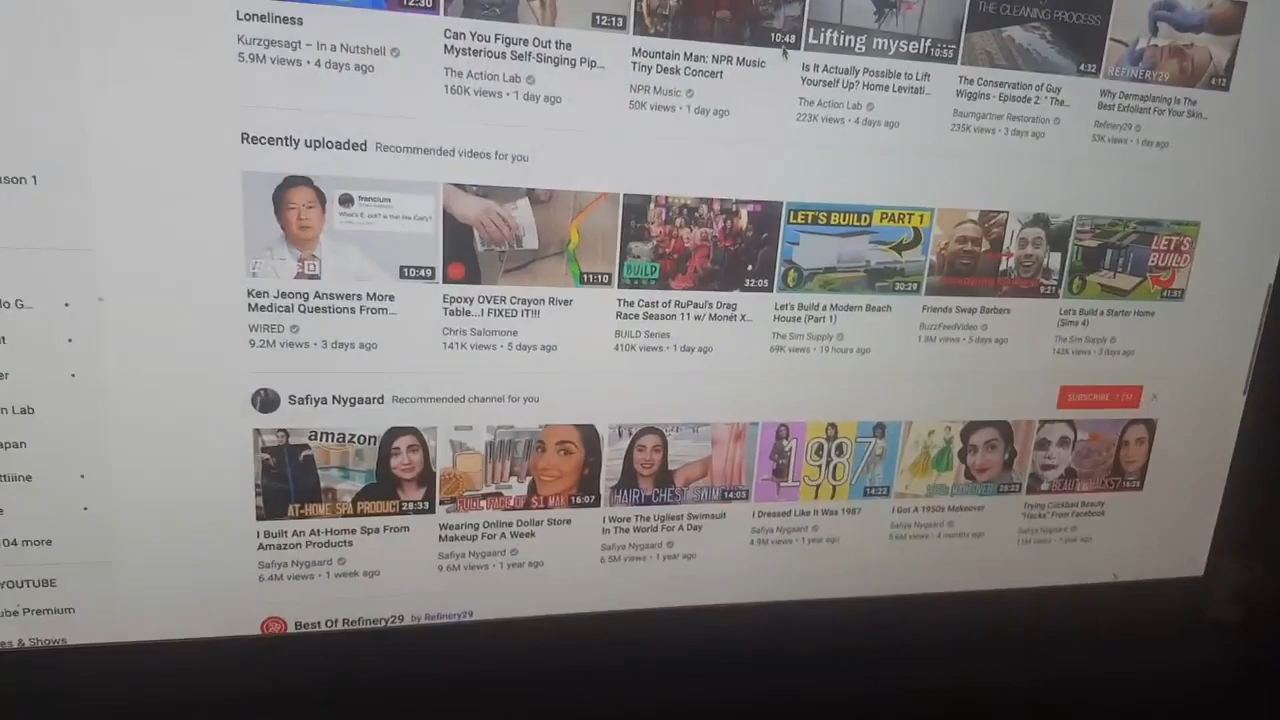 12:30
12:13
10:48
Lifting myself...
10:55
THE CLEANING PROCESS
4:32
REFINERY29
4:12
Loneliness
Kurzgesagt – In a Nutshell
5.9M views • 4 days ago
Can You Figure Out the
Mysterious Self-Singing Pip...
The Action Lab
160K views • 1 day ago
Mountain Man: NPR Music
Tiny Desk Concert
NPR Music
50K views • 1 day ago
Is It Actually Possible to Lift
Yourself Up? Home Levitati...
The Action Lab
223K views • 4 days ago
The Conservation of Guy
Wiggins - Episode 2: " The...
Baumgartner Restoration
235K views • 3 days ago
Why Dermaplaning Is The
Best Exfoliant For Your Skin...
Refinery29
53K views • 1 day ago
Recently uploaded Recommended videos for you
francium
10:49
11:10
BUILD
32:05
LET'S BUILD PART 1
30:29
9:21
LET'S
BUILD
41:51
Ken Jeong Answers More
Medical Questions From...
WIRED
9.2M views • 3 days ago
Epoxy OVER Crayon River
Table...I FIXED IT!!!
Chris Salomone
141K views • 5 days ago
The Cast of RuPaul's Drag
Race Season 11 w/ Monét X...
BUILD Series
410K views • 1 day ago
Let's Build a Modern Beach
House (Part 1)
The Sim Supply
69K views • 19 hours ago
Friends Swap Barbers
BuzzFeedVideo
1.8M views • 5 days ago
Let's Build a Starter Home
(Sims 4)
The Sim Supply
143K views • 3 days ago
Safiya Nygaard Recommended channel for you
SUBSCRIBE
amazon
AT-HOME SPA PRODUCT
28:33
FULL FACE OF $1 MAK
16:07
HAIRY CHEST SWIM
14:05
1987
14:22
I Built An At-Home Spa From
Amazon Products
Safiya Nygaard
6.4M views • 1 week ago
Wearing Online Dollar Store
Makeup For A Week
Safiya Nygaard
9.6M views • 1 year ago
I Wore The Ugliest Swimsuit
In The World For A Day
Safiya Nygaard
6.5M views • 1 year ago
I Dressed Like It Was 1987
Safiya Nygaard
4.9M views • 1 year ago
I Got A 1950s Makeover
Safiya Nygaard
4 months ago
Trying Clickbait Beauty
"Hacks" From Facebook
Safiya Nygaard
Best Of Refinery29 by Refinery29
son 1
lo G...
n Lab
apan
ttiiine
04 more
YOUTUBE
ube Premium
es & Shows